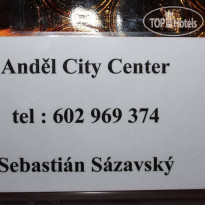 TOP Hotels
Anděl City Center
tel : 602 969 374
Sebastián Sázavský